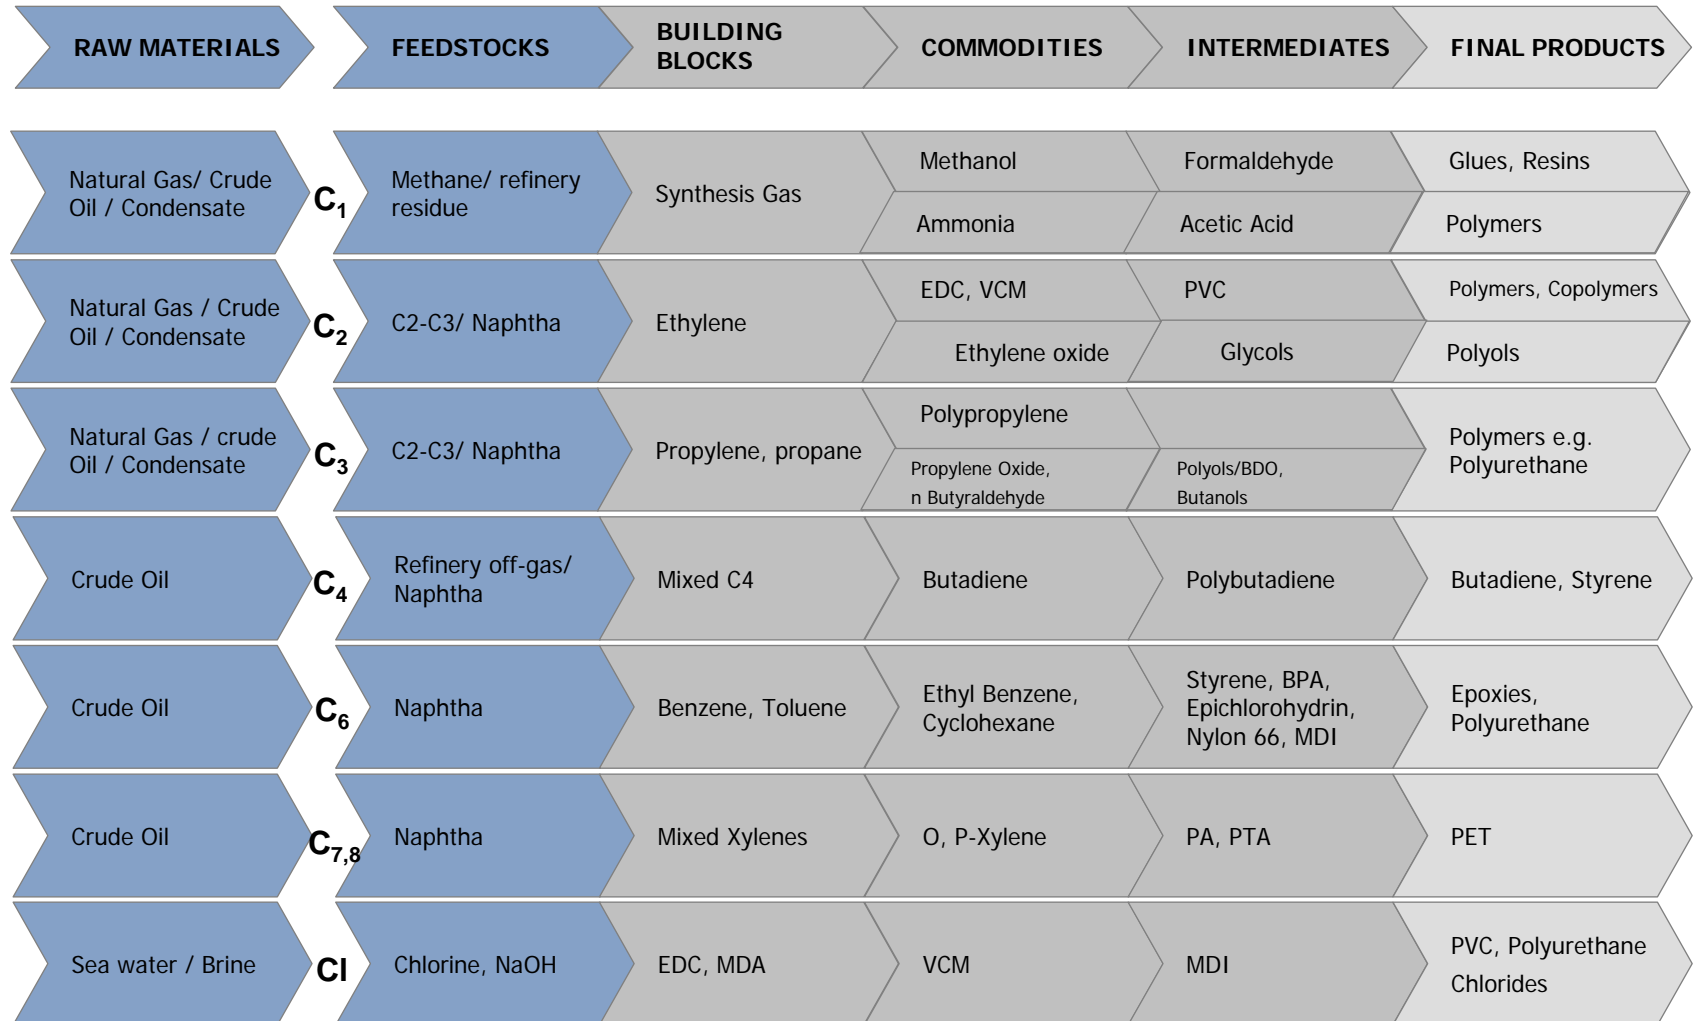 RAW MATERIALS
FEEDSTOCKS
BUILDING
BLOCKS
COMMODITIES
INTERMEDIATES
FINAL PRODUCTS
Natural Gas/ Crude
Oil / Condensate
C1
Methane/ refinery
residue
Synthesis Gas
Methanol
Formaldehyde
Glues, Resins
Ammonia
Acetic Acid
Polymers
Natural Gas / Crude
Oil / Condensate
C2
C2-C3/ Naphtha
Ethylene
EDC, VCM
PVC
Polymers, Copolymers
Ethylene oxide
Glycols
Polyols
Natural Gas / crude
Oil / Condensate
C3
C2-C3/ Naphtha
Propylene, propane
Polypropylene
Propylene Oxide,
n Butyraldehyde
Polyols/BDO,
Butanols
Polymers e.g.
Polyurethane
Crude Oil
C4
Refinery off-gas/
Naphtha
Mixed C4
Butadiene
Polybutadiene
Butadiene, Styrene
Crude Oil
C6
Naphtha
Benzene, Toluene
Ethyl Benzene,
Cyclohexane
Styrene, BPA,
Epichlorohydrin,
Nylon 66, MDI
Epoxies,
Polyurethane
Crude Oil
C7,8
Naphtha
Mixed Xylenes
O, P-Xylene
PA, PTA
PET
Sea water / Brine
Cl
Chlorine, NaOH
EDC, MDA
VCM
MDI
PVC, Polyurethane
Chlorides